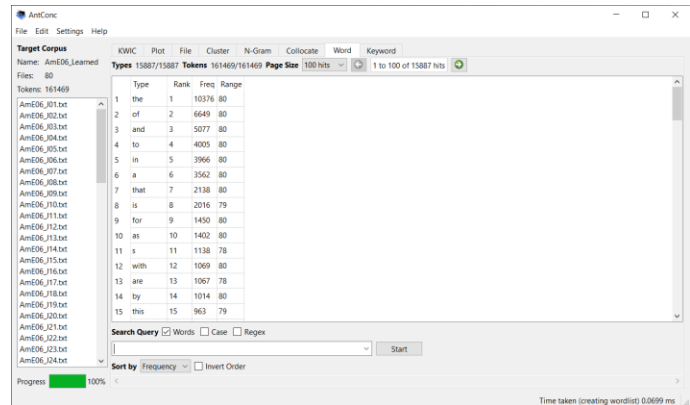 AntConc
File Edit Settings Help
Target Corpus
Name: AmE06_Learned
Files: 80
Tokens: 161469
AmE06_J01.txt
AmE06_J02.txt
AmE06_J03.txt
AmE06_J04.txt
AmE06_J05.txt
AmE06_J06.txt
AmE06_J07.txt
AmE06_J08.txt
AmE06_J09.txt
AmE06_J10.txt
AmE06_J11.txt
AmE06_J12.txt
AmE06_J13.txt
AmE06_J14.txt
AmE06_J15.txt
AmE06_J16.txt
AmE06_J17.txt
AmE06_J18.txt
AmE06_J19.txt
AmE06_J20.txt
AmE06_J21.txt
AmE06_J22.txt
AmE06_J23.txt
AmE06_J24.txt
Progress 100%
KWIC Plot File Cluster N-Gram Collocate Word Keyword
Types 15887/15887 Tokens 161469/161469 Page Size 100 hits 1 to 100 of 15887 hits
Type Rank Freq Range
1 the 1 10376 80
2 of 2 6649 80
3 and 3 5077 80
4 to 4 4005 80
5 in 5 3966 80
6 a 6 3562 80
7 that 7 2138 80
8 is 8 2016 79
9 for 9 1450 80
10 as 10 1402 80
11 s 11 1138 78
12 with 12 1069 80
13 are 13 1067 78
14 by 14 1014 80
15 this 15 963 79
Search Query Words Case Regex
Start
Sort by Frequency Invert Order
Time taken (creating wordlist) 0.0699 ms